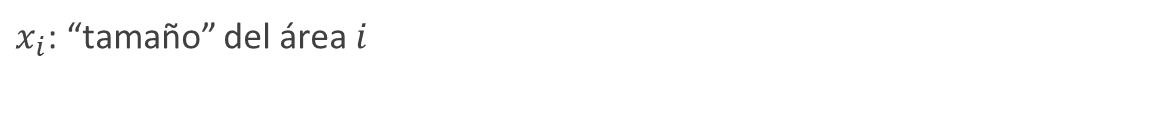 𝑥ᵢ: “tamaño” del área 𝑖